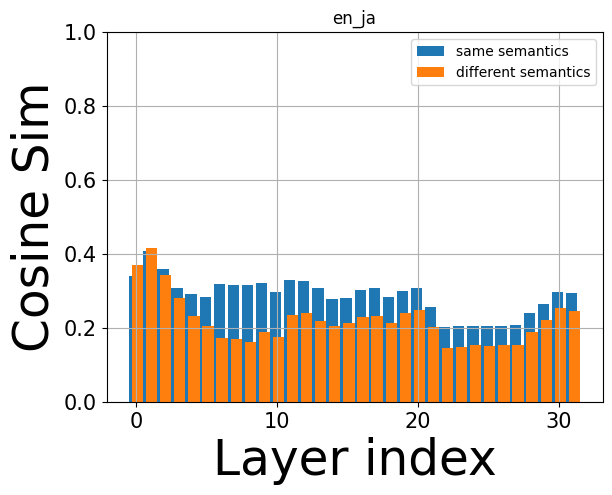 en_ja
same semantics
different semantics
Cosine Sim
1.0
0.8
0.6
0.4
0.2
0.0
0 10 20 30
Layer index